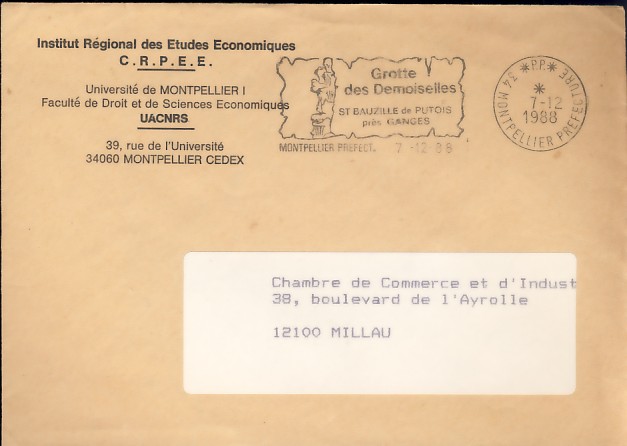 Institut Régional des Etudes Economiques
C.R.P.E.E.
Université de MONTPELLIER I
Faculté de Droit et de Sciences Economiques
UACNRS
39, rue de l'Université
34060 MONTPELLIER CEDEX
Grotte
des Demoiselles
ST BAUZILLE de PUTOIS
près GANGES
MONTPELLIER PREFECT. 7 -12 88
*P.P.*
34 MONTPELLIER PREFECTURE
*
7-12
1988
Chambre de Commerce et d'Indust
38, boulevard de l'Ayrolle
12100 MILLAU